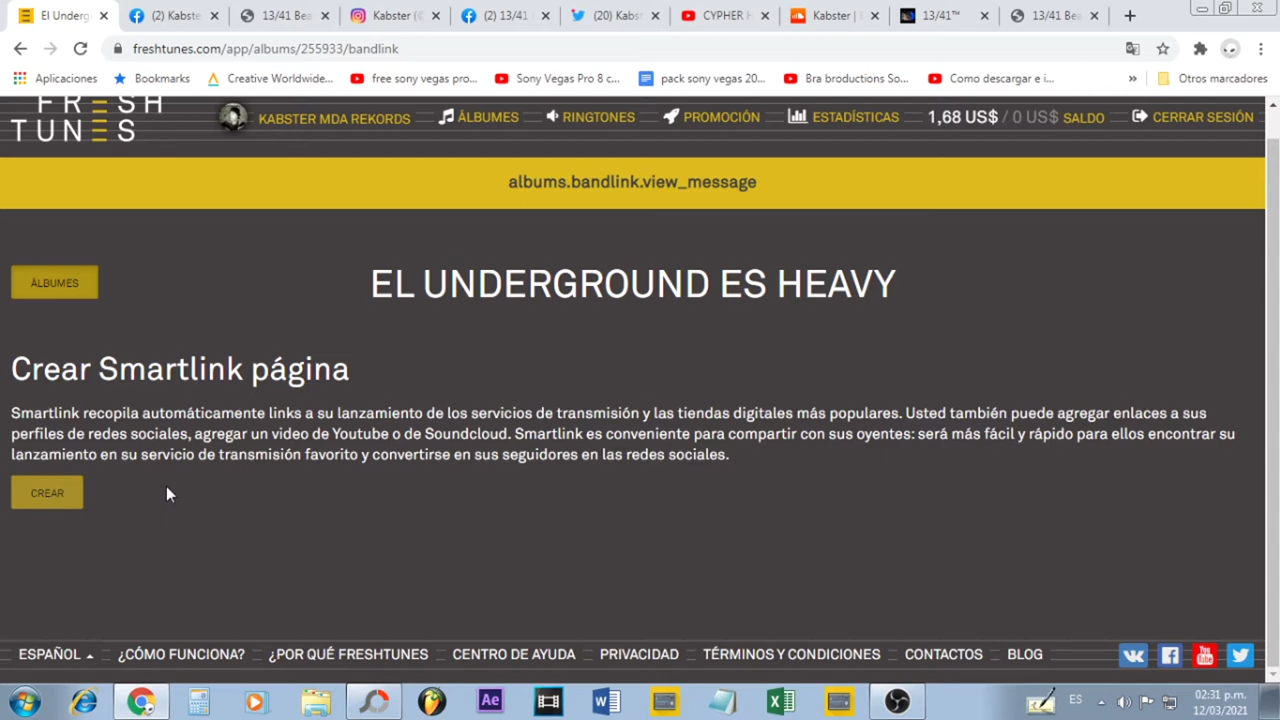 El Underg
(2) Kabste
13/41 Bea
Kabster (©
(2) 13/41
(20) Kabs
CYPHER H
Kabster |
13/41™
13/41 Bea
freshtunes.com/app/albums/255933/bandlink
Aplicaciones
Bookmarks
Creative Worldwide...
free sony vegas pro...
Sony Vegas Pro 8 c...
pack sony vegas 20...
Bra broductions So...
Como descargar e i...
»
Otros marcadores
FRESH
TUNES
KABSTER MDA REKORDS
ÁLBUMES
RINGTONES
PROMOCIÓN
ESTADÍSTICAS
1,68 US$ / 0 US$ SALDO
CERRAR SESIÓN
albums.bandlink.view_message
ÁLBUMES
EL UNDERGROUND ES HEAVY
Crear Smartlink página
Smartlink recopila automáticamente links a su lanzamiento de los servicios de transmisión y las tiendas digitales más populares. Usted también puede agregar enlaces a sus
perfiles de redes sociales, agregar un video de Youtube o de Soundcloud. Smartlink es conveniente para compartir con sus oyentes: será más fácil y rápido para ellos encontrar su
lanzamiento en su servicio de transmisión favorito y convertirse en sus seguidores en las redes sociales.
CREAR
ESPAÑOL
¿CÓMO FUNCIONA?
¿POR QUÉ FRESHTUNES
CENTRO DE AYUDA
PRIVACIDAD
TÉRMINOS Y CONDICIONES
CONTACTOS
BLOG
You
Tube
Ae
ES
02:31 p.m.
12/03/2021